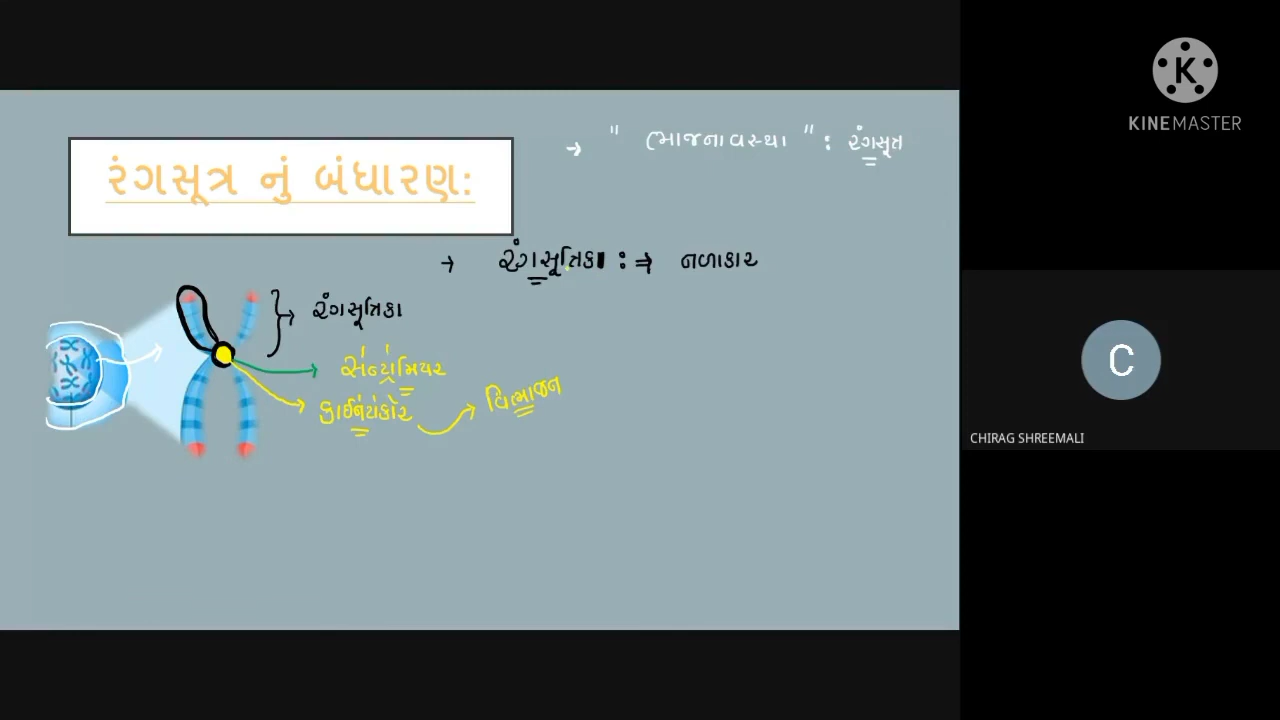 KINEMASTER
→ " ભાજનાવસ્થા " : રંગસૂત્ર
રંગસૂત્ર નું બંધારણ:
→ રંગસૂત્રિકા : ⇒ નળાકાર
રંગસૂત્રિકા
સેન્ટ્રોમિયર
કાઈનેટોકોર
વિભાજન
C
CHIRAG SHREEMALI